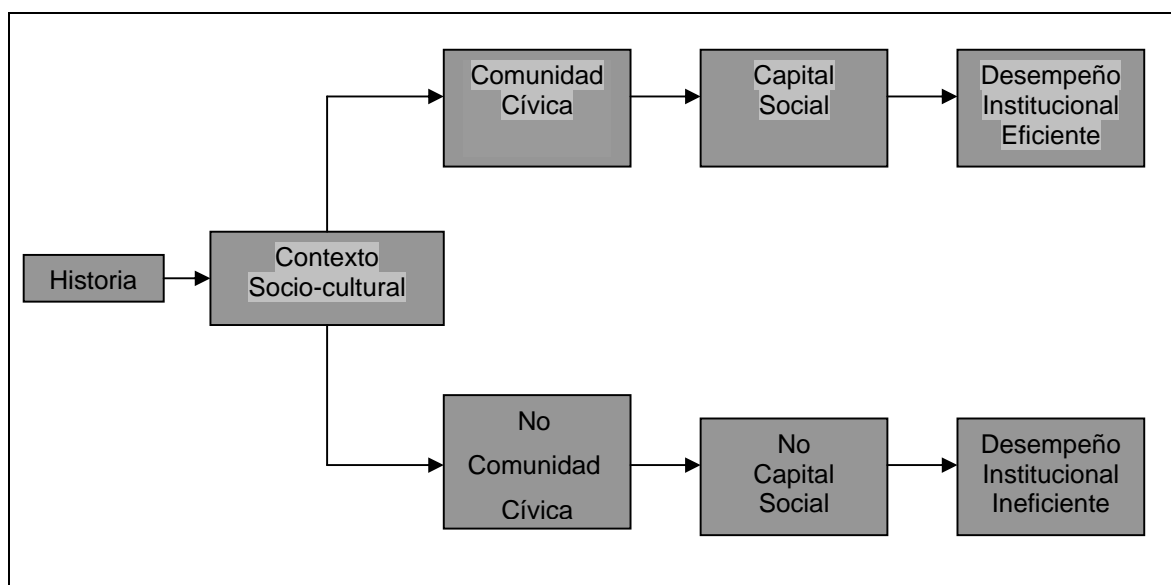 Historia
Contexto
Socio-cultural
Comunidad
Cívica
Capital
Social
Desempeño
Institucional
Eficiente
No
Comunidad
Cívica
No
Capital
Social
Desempeño
Institucional
Ineficiente